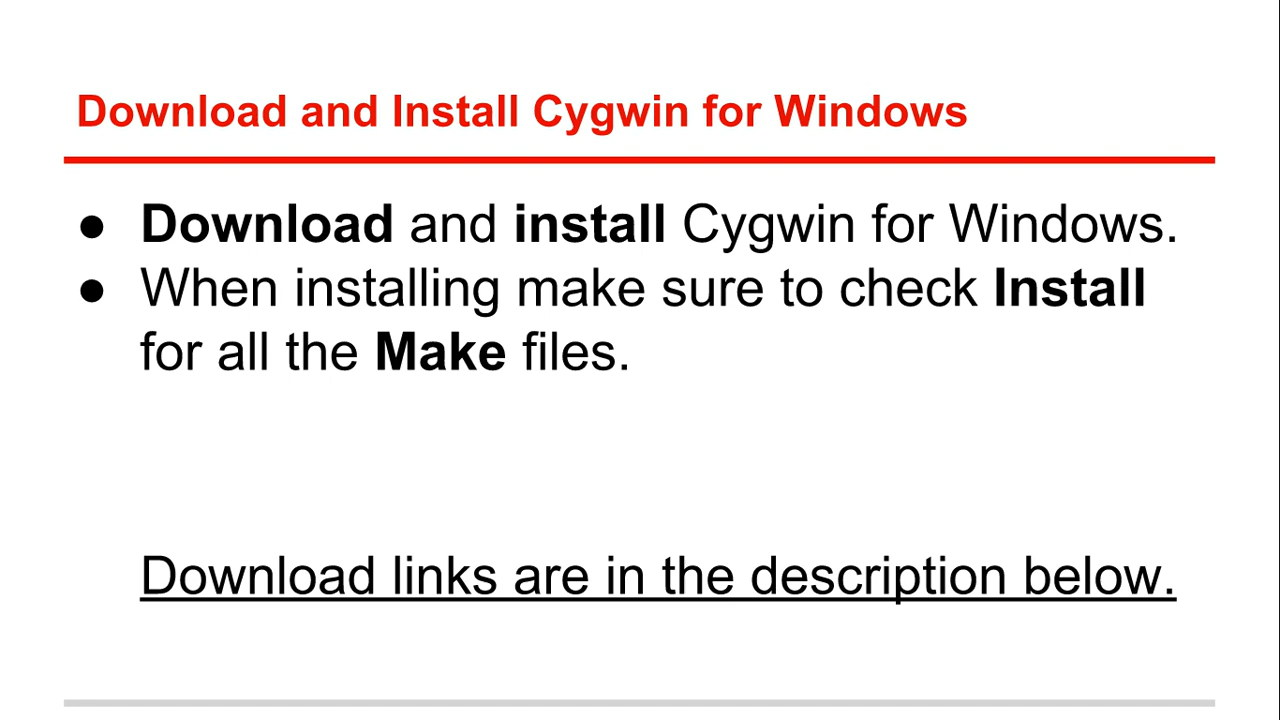 Download and Install Cygwin for Windows
● Download and install Cygwin for Windows.
● When installing make sure to check Install
for all the Make files.
Download links are in the description below.